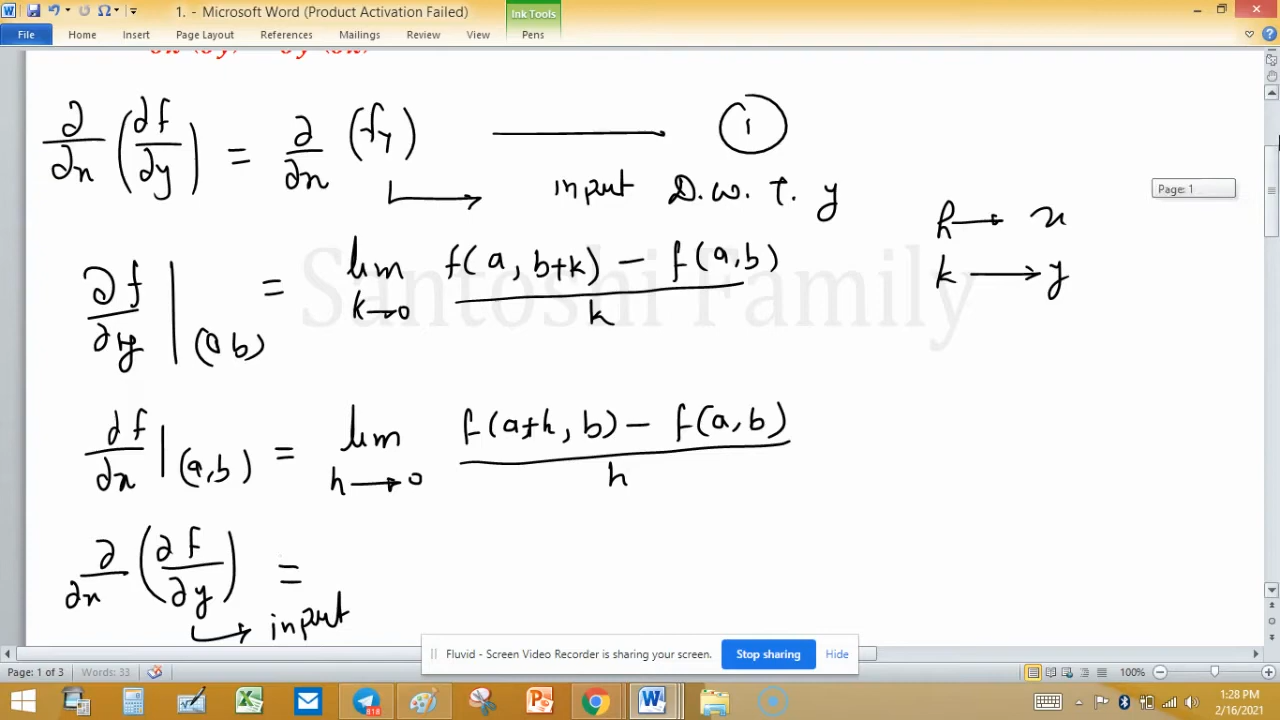 1. - Microsoft Word (Product Activation Failed)
Ink Tools
File Home Insert Page Layout References Mailings Review View Pens
∂/∂x (∂f/∂y) = ∂/∂x (fy) ——— ①
input D.W.T. y
Page: 1
h → x
∂f/∂y |(a b) = lim k→0 f(a, b+k) − f(a,b) / k
k → y
Santoshi Family
∂f/∂x |(a,b) = lim h→0 f(a+h, b) − f(a,b) / h
∂/∂x (∂f/∂y) =
input
Fluvid - Screen Video Recorder is sharing your screen. Stop sharing Hide
Page: 1 of 3 Words: 33 100%
818
1:28 PM
2/16/2021